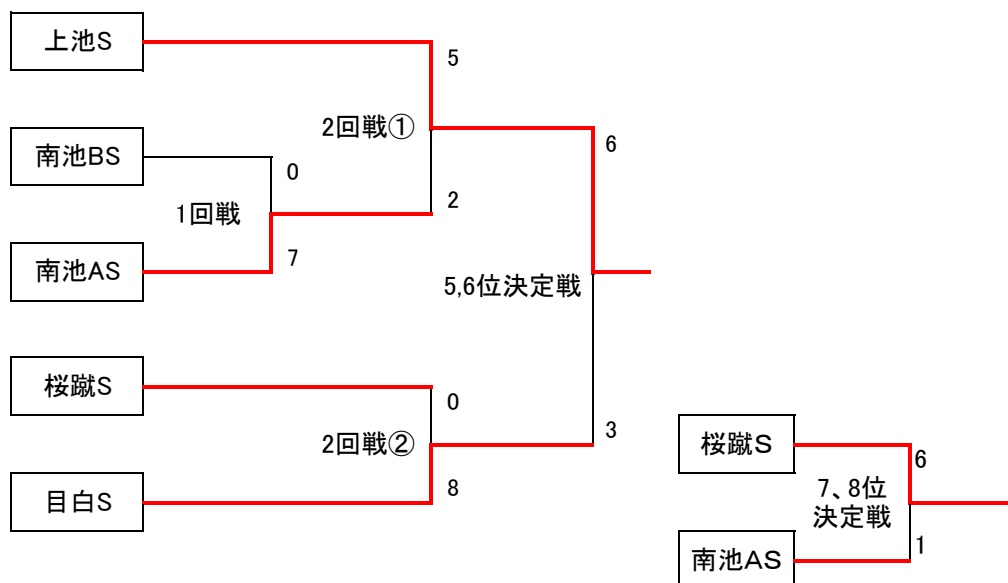 上池S
5
2回戦①
6
南池BS
0
2
1回戦
南池AS
7
5,6位決定戦
桜蹴S
0
2回戦②
3
目白S
8
桜蹴S
6
7、8位
決定戦
南池AS
1